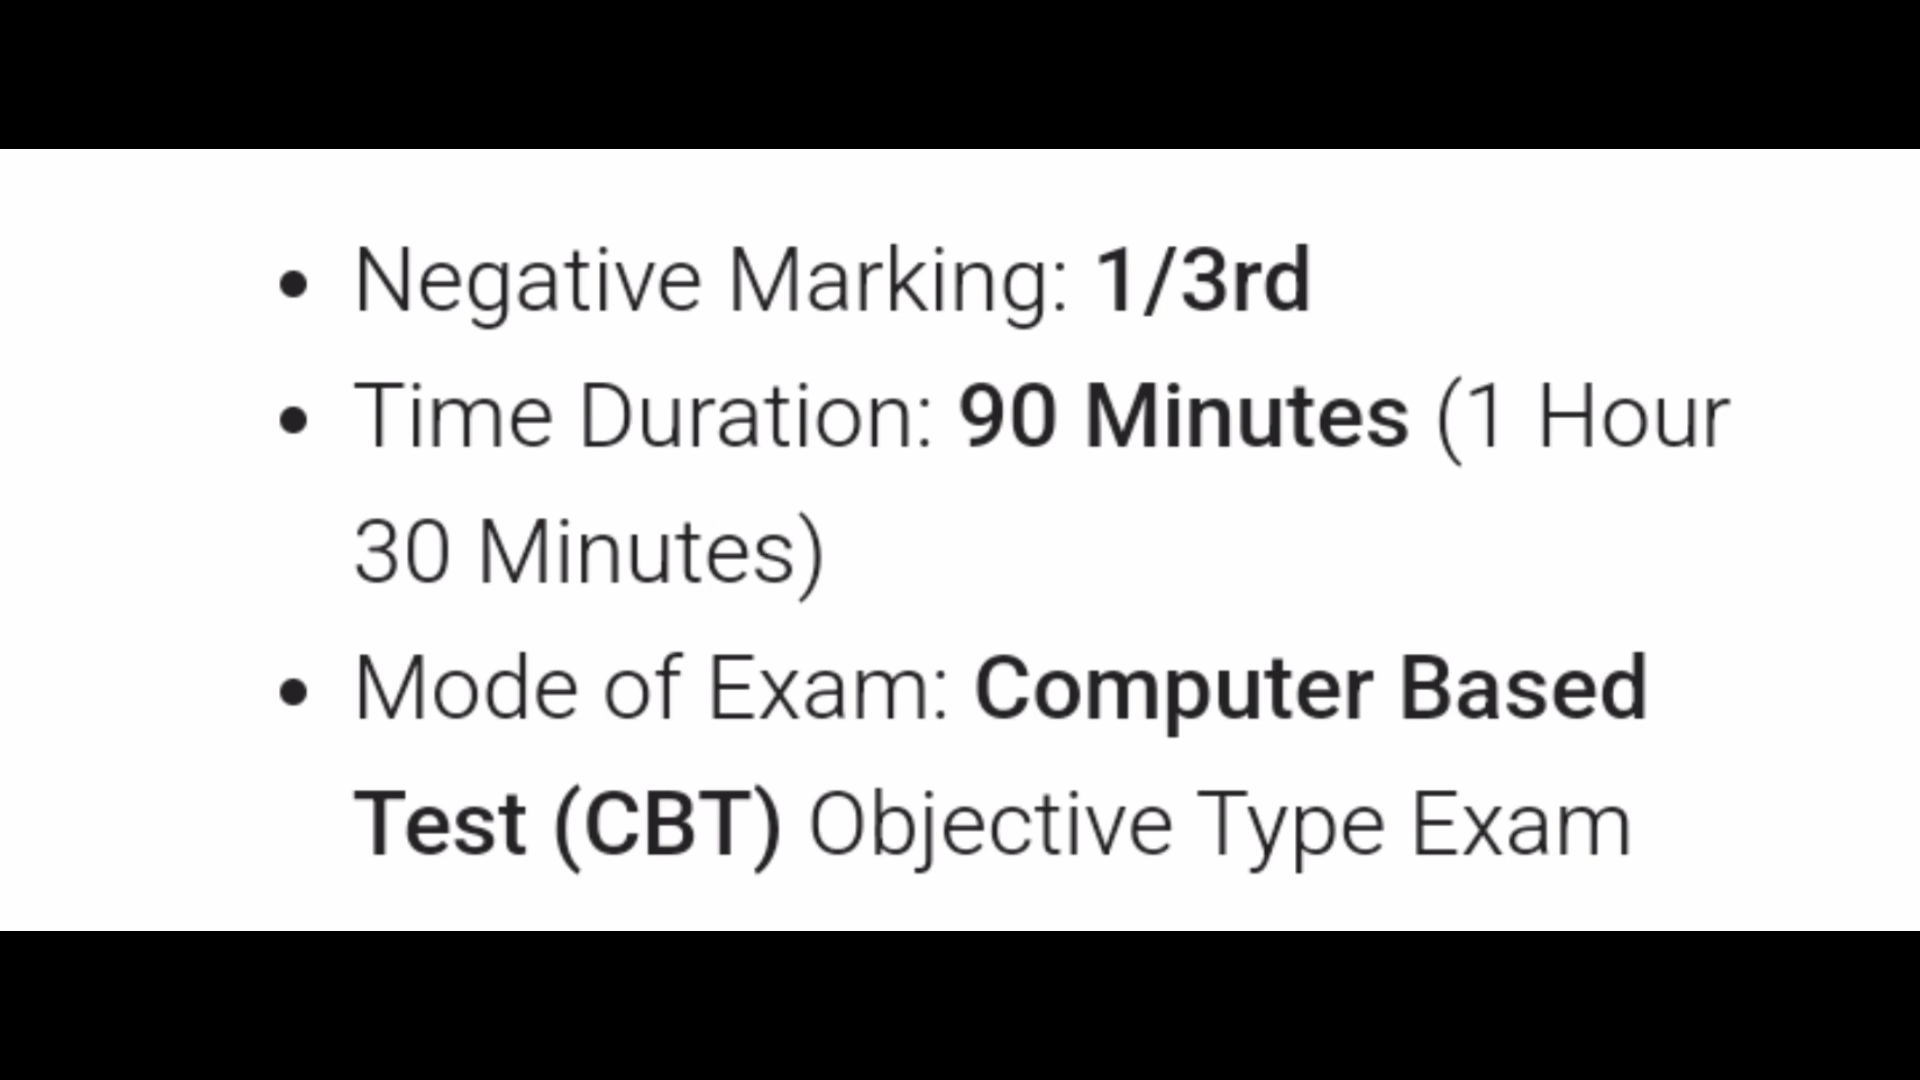 • Negative Marking: 1/3rd
• Time Duration: 90 Minutes (1 Hour
30 Minutes)
• Mode of Exam: Computer Based
Test (CBT) Objective Type Exam